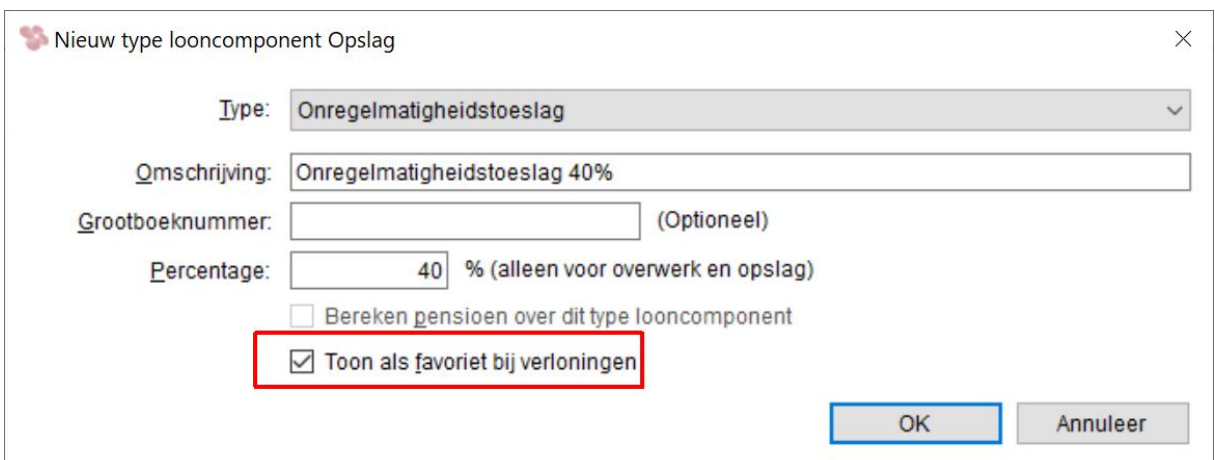 Nieuw type looncomponent Opslag
Type: Onregelmatigheidstoeslag
Omschrijving: Onregelmatigheidstoeslag 40%
Grootboeknummer: (Optioneel)
Percentage: 40 % (alleen voor overwerk en opslag)
Bereken pensioen over dit type looncomponent
Toon als favoriet bij verloningen
OK Annuleer